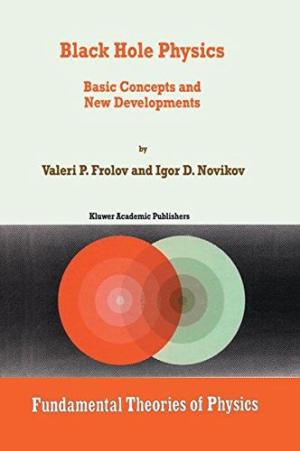 Black Hole Physics
Basic Concepts and
New Developments
by
Valeri P. Frolov and Igor D. Novikov
Kluwer Academic Publishers
Fundamental Theories of Physics